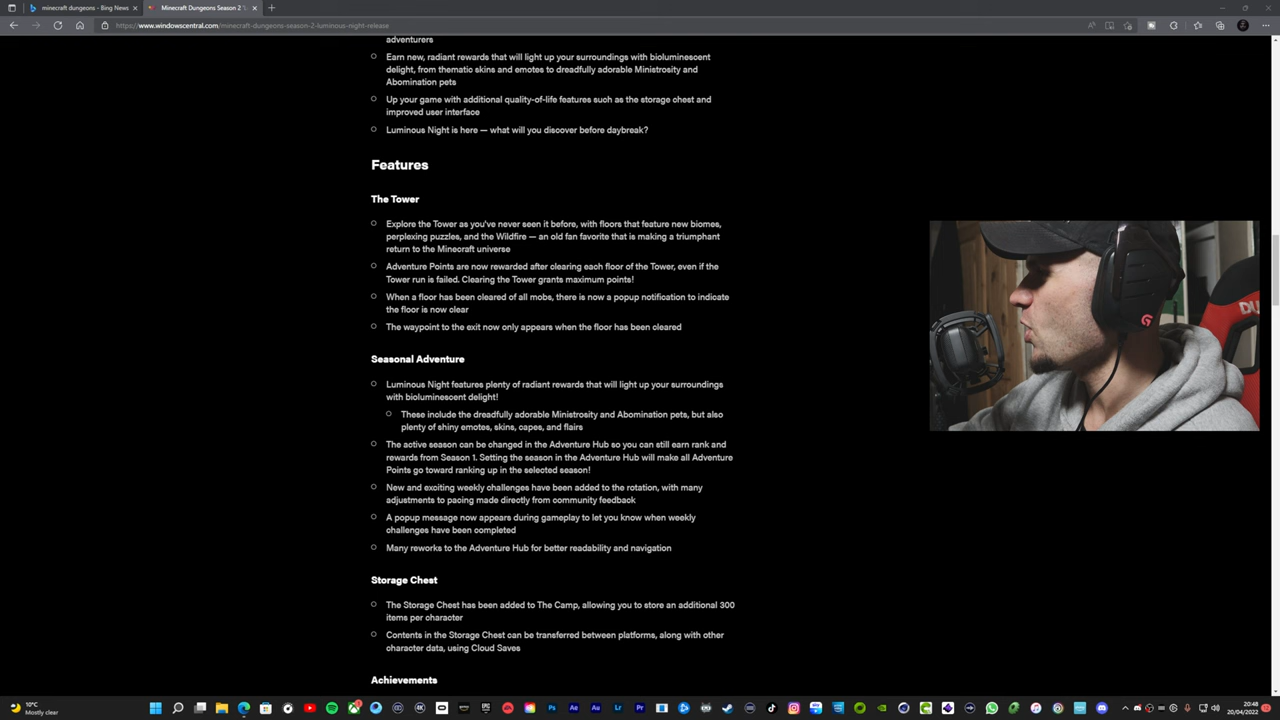 minecraft dungeons - Bing News
Minecraft Dungeons Season 2 "L
https://www.windowscentral.com/minecraft-dungeons-season-2-luminous-night-release
adventurers
Earn new, radiant rewards that will light up your surroundings with bioluminescent
delight, from thematic skins and emotes to dreadfully adorable Ministrosity and
Abomination pets
Up your game with additional quality-of-life features such as the storage chest and
improved user interface
Luminous Night is here — what will you discover before daybreak?
Features
The Tower
Explore the Tower as you've never seen it before, with floors that feature new biomes,
perplexing puzzles, and the Wildfire — an old fan favorite that is making a triumphant
return to the Minecraft universe
Adventure Points are now rewarded after clearing each floor of the Tower, even if the
Tower run is failed. Clearing the Tower grants maximum points!
When a floor has been cleared of all mobs, there is now a popup notification to indicate
the floor is now clear
The waypoint to the exit now only appears when the floor has been cleared
Seasonal Adventure
Luminous Night features plenty of radiant rewards that will light up your surroundings
with bioluminescent delight!
These include the dreadfully adorable Ministrosity and Abomination pets, but also
plenty of shiny emotes, skins, capes, and flairs
The active season can be changed in the Adventure Hub so you can still earn rank and
rewards from Season 1. Setting the season in the Adventure Hub will make all Adventure
Points go toward ranking up in the selected season!
New and exciting weekly challenges have been added to the rotation, with many
adjustments to pacing made directly from community feedback
A popup message now appears during gameplay to let you know when weekly
challenges have been completed
Many reworks to the Adventure Hub for better readability and navigation
Storage Chest
The Storage Chest has been added to The Camp, allowing you to store an additional 300
items per character
Contents in the Storage Chest can be transferred between platforms, along with other
character data, using Cloud Saves
Achievements
10°C
Mostly clear
20:48
20/04/2022